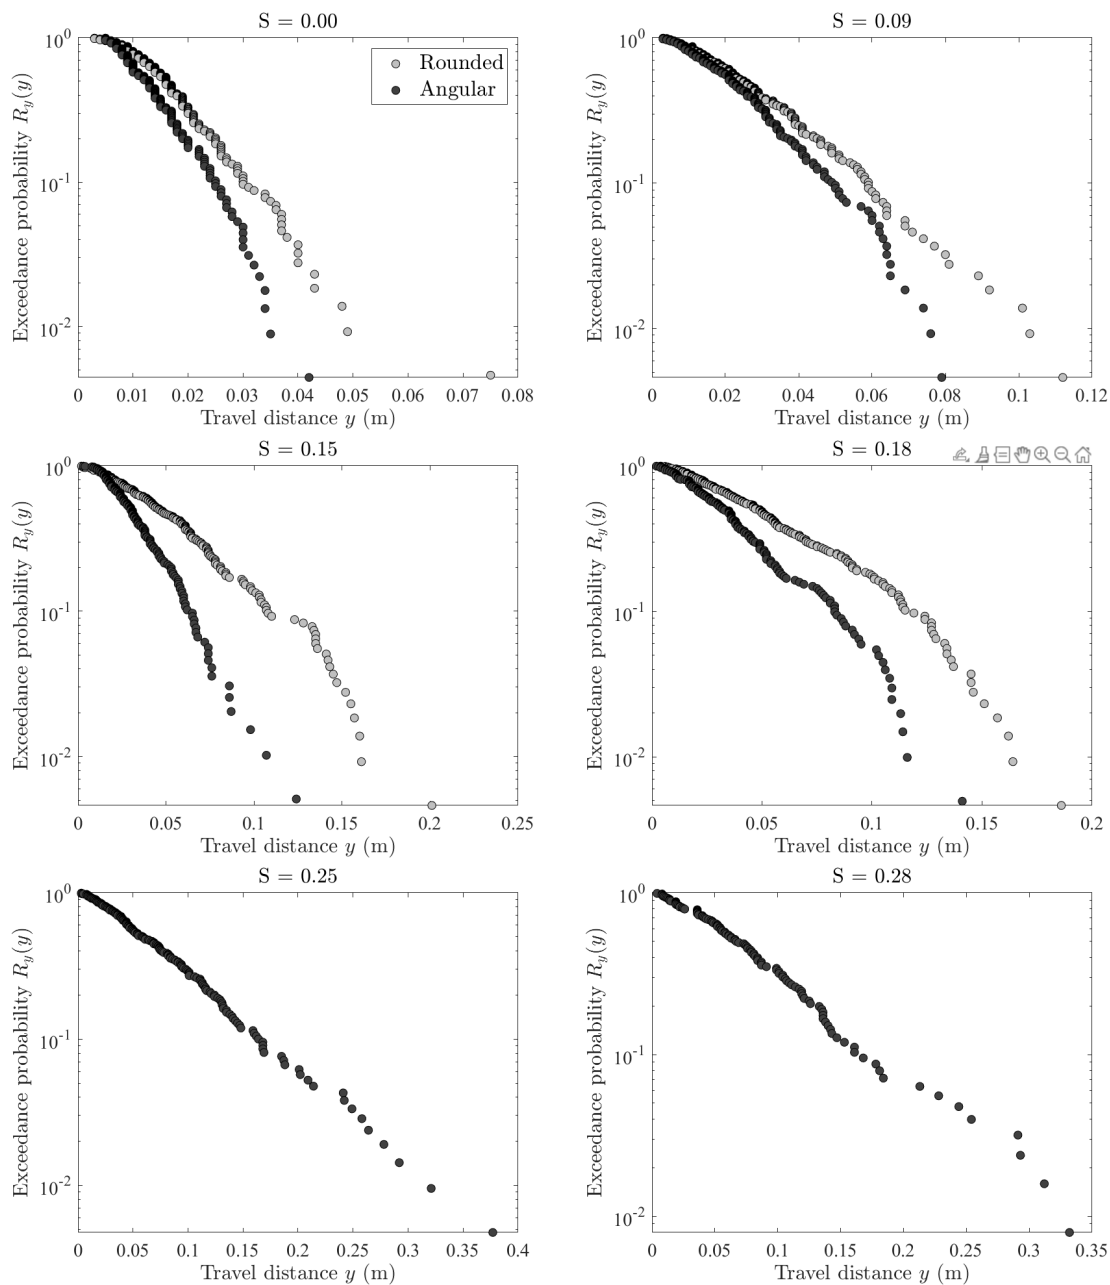 S = 0.00
Exceedance probability R_y(y)
10^0
10^-1
10^-2
Rounded
Angular
0 0.01 0.02 0.03 0.04 0.05 0.06 0.07 0.08
Travel distance y (m)
S = 0.09
Exceedance probability R_y(y)
10^0
10^-1
10^-2
0.02 0.04 0.06 0.08 0.1 0.12
Travel distance y (m)
S = 0.15
Exceedance probability R_y(y)
10^0
10^-1
10^-2
0 0.05 0.1 0.15 0.2 0.25
Travel distance y (m)
S = 0.18
Exceedance probability R_y(y)
10^0
10^-1
10^-2
0 0.05 0.1 0.15 0.2
Travel distance y (m)
S = 0.25
Exceedance probability R_y(y)
10^0
10^-1
10^-2
0 0.05 0.1 0.15 0.2 0.25 0.3 0.35 0.4
Travel distance y (m)
S = 0.28
Exceedance probability R_y(y)
10^0
10^-1
10^-2
0 0.05 0.1 0.15 0.2 0.25 0.3 0.35
Travel distance y (m)